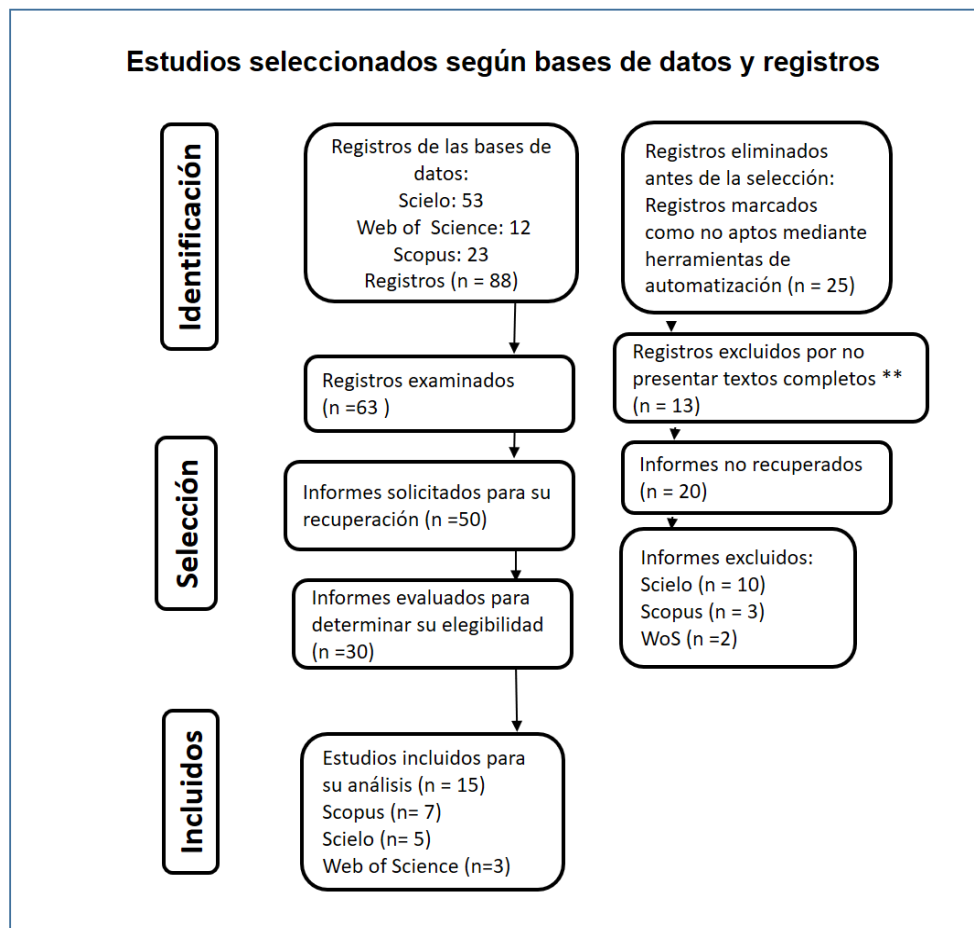 Estudios seleccionados según bases de datos y registros
Identificación
Registros de las bases de
datos:
Scielo: 53
Web of Science: 12
Scopus: 23
Registros (n = 88)
Registros eliminados
antes de la selección:
Registros marcados
como no aptos mediante
herramientas de
automatización (n = 25)
Registros examinados
(n =63 )
Registros excluidos por no
presentar textos completos **
(n = 13)
Selección
Informes solicitados para su
recuperación (n =50)
Informes no recuperados
(n = 20)
Informes evaluados para
determinar su elegibilidad
(n =30)
Informes excluidos:
Scielo (n = 10)
Scopus (n = 3)
WoS (n =2)
Incluidos
Estudios incluidos para
su análisis (n = 15)
Scopus (n= 7)
Scielo (n= 5)
Web of Science (n=3)